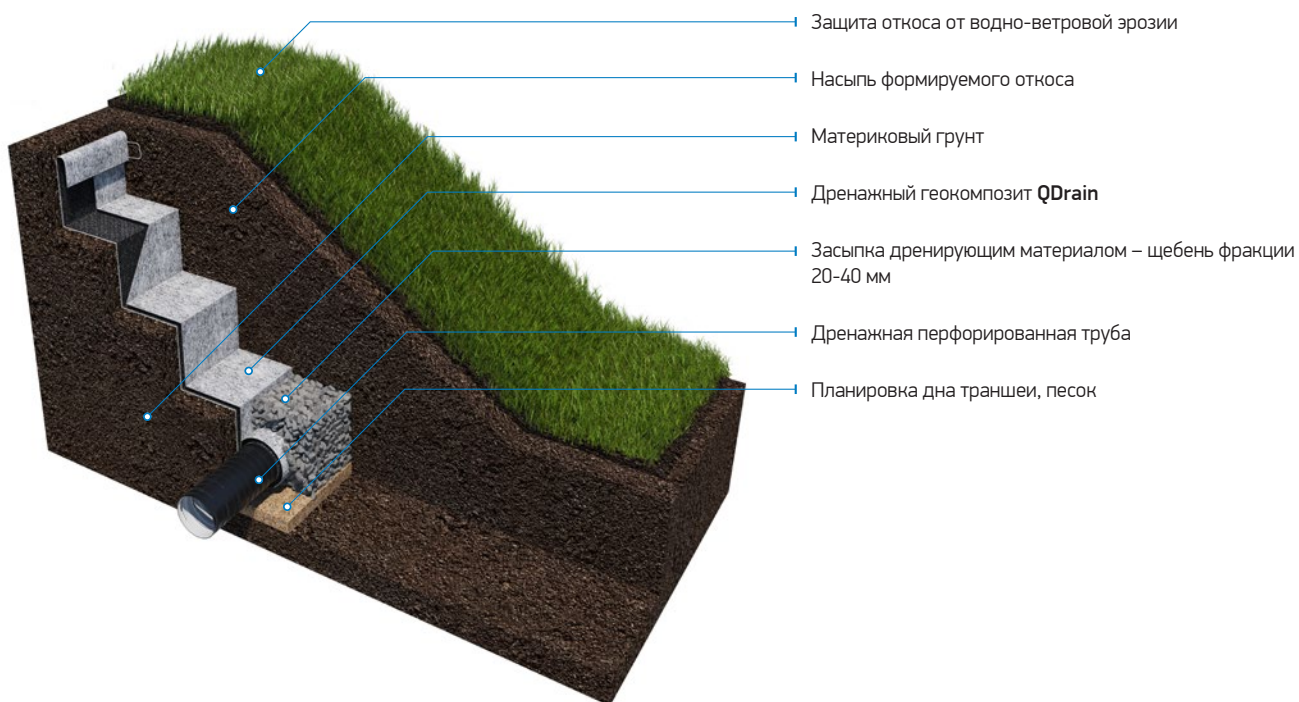 Защита откоса от водно-ветровой эрозии
Насыпь формируемого откоса
Материковый грунт
Дренажный геокомпозит QDrain
Засыпка дренирующим материалом – щебень фракции
20-40 мм
Дренажная перфорированная труба
Планировка дна траншеи, песок